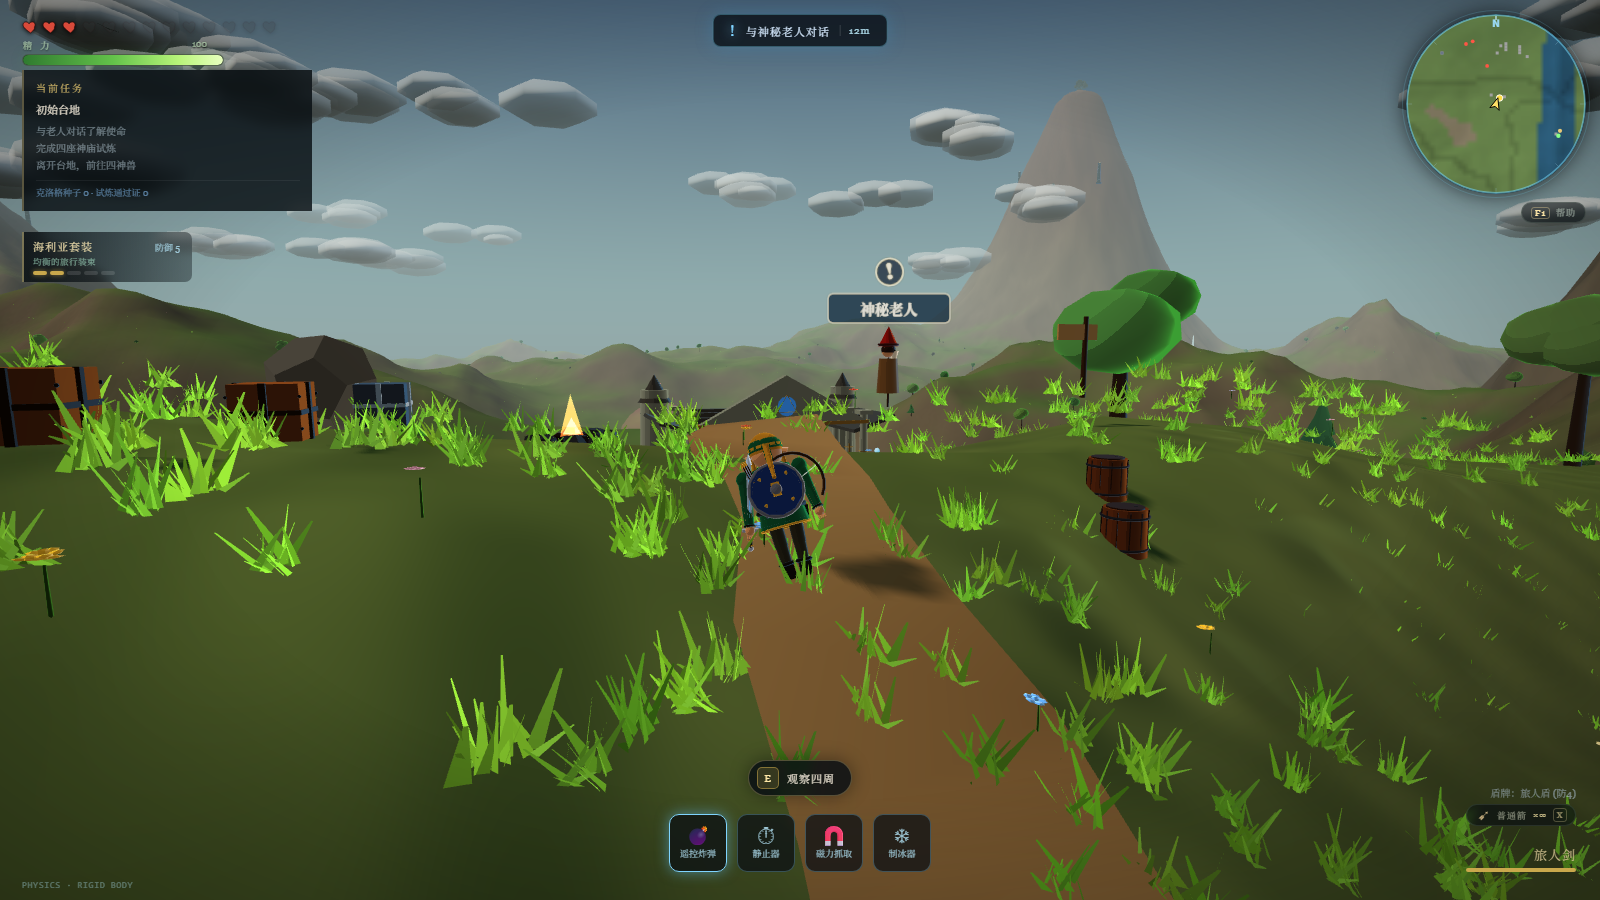 精 力 100
当前任务
初始台地
与老人对话了解使命
完成四座神庙试炼
离开台地，前往四神兽
克洛格种子 0 · 试炼通过证 0
海利亚套装 防御 5
均衡的旅行装束
! 与神秘老人对话 12m
N
F1 帮助
!
神秘老人
E 观察四周
遥控炸弹 静止器 磁力抓取 制冰器
盾牌：旅人盾 (防4)
普通箭 ×∞ X
旅人剑
PHYSICS · RIGID BODY